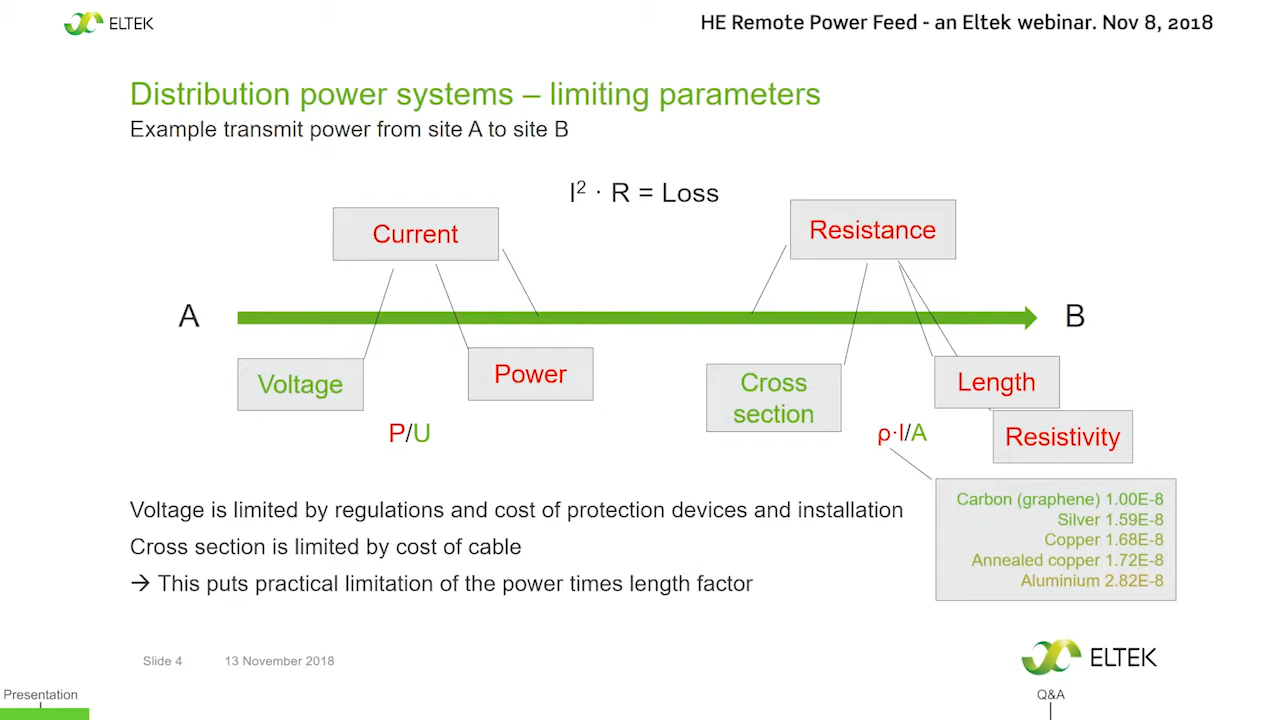 ELTEK
HE Remote Power Feed - an Eltek webinar. Nov 8, 2018
Distribution power systems – limiting parameters
Example transmit power from site A to site B
I² · R = Loss
Current
Resistance
A
B
Voltage
Power
Cross
section
Length
P/U
ρ·l/A
Resistivity
Carbon (graphene) 1.00E-8
Silver 1.59E-8
Copper 1.68E-8
Annealed copper 1.72E-8
Aluminium 2.82E-8
Voltage is limited by regulations and cost of protection devices and installation
Cross section is limited by cost of cable
→ This puts practical limitation of the power times length factor
Slide 4 13 November 2018
ELTEK
Presentation
Q&A